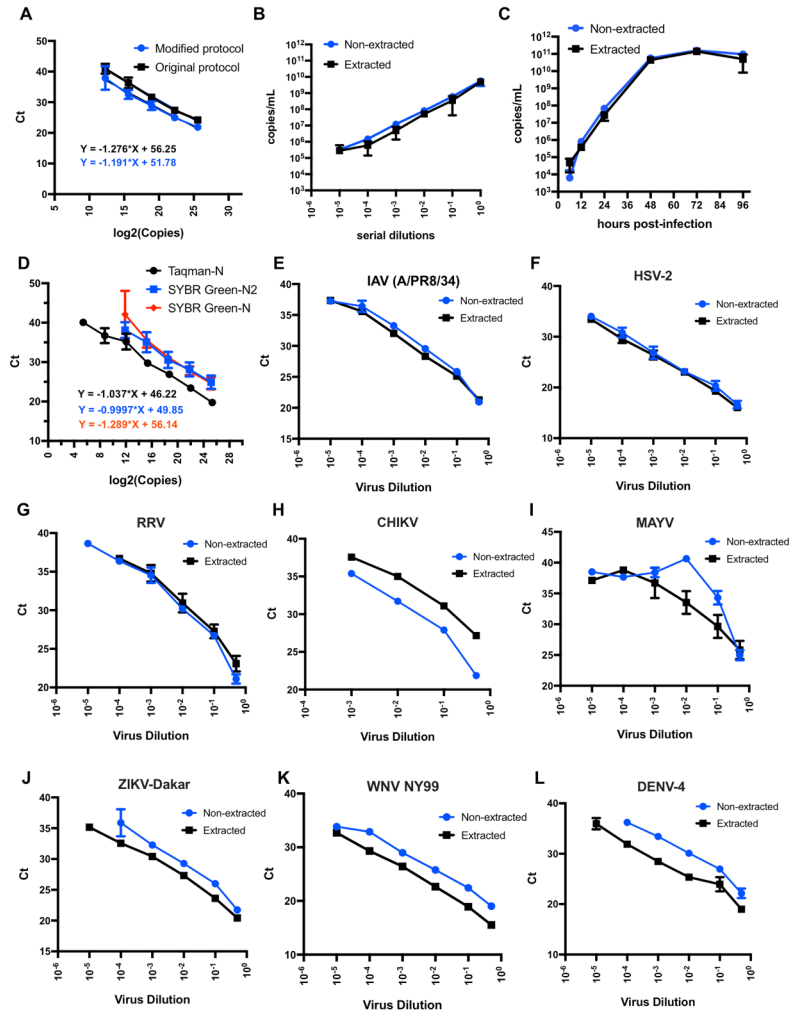 A
Modified protocol
Original protocol
Ct
50
40
30
20
10
0
Y = -1.276*X + 56.25
Y = -1.191*X + 51.78
5 10 15 20 25 30
log2(Copies)
B
Non-extracted
Extracted
copies/mL
10¹²
10¹¹
10¹⁰
10⁹
10⁸
10⁷
10⁶
10⁵
10⁴
10³
10⁻⁶ 10⁻⁵ 10⁻⁴ 10⁻³ 10⁻² 10⁻¹ 10⁰
serial dilutions
C
Non-extracted
Extracted
copies/mL
10¹²
10¹¹
10¹⁰
10⁹
10⁸
10⁷
10⁶
10⁵
10⁴
10³
0 12 24 36 48 60 72 84 96
hours post-infection
D
Taqman-N
SYBR Green-N2
SYBR Green-N
Ct
50
40
30
20
10
Y = -1.037*X + 46.22
Y = -0.9997*X + 49.85
Y = -1.289*X + 56.14
0 4 8 12 16 20 24 28
log2(Copies)
E
IAV (A/PR8/34)
Non-extracted
Extracted
Ct
45
40
35
30
25
20
15
10⁻⁶ 10⁻⁵ 10⁻⁴ 10⁻³ 10⁻² 10⁻¹ 10⁰
Virus Dilution
F
HSV-2
Non-extracted
Extracted
Ct
40
30
20
10
10⁻⁶ 10⁻⁵ 10⁻⁴ 10⁻³ 10⁻² 10⁻¹ 10⁰
Virus Dilution
G
RRV
Non-extracted
Extracted
Ct
40
35
30
25
20
10⁻⁶ 10⁻⁵ 10⁻⁴ 10⁻³ 10⁻² 10⁻¹ 10⁰
Virus Dilution
H
CHIKV
Non-extracted
Extracted
Ct
40
35
30
25
20
10⁻⁴ 10⁻³ 10⁻² 10⁻¹ 10⁰
Virus Dilution
I
MAYV
Non-extracted
Extracted
Ct
45
40
35
30
25
20
10⁻⁶ 10⁻⁵ 10⁻⁴ 10⁻³ 10⁻² 10⁻¹ 10⁰
Virus Dilution
J
ZIKV-Dakar
Non-extracted
Extracted
Ct
40
35
30
25
20
15
10⁻⁶ 10⁻⁵ 10⁻⁴ 10⁻³ 10⁻² 10⁻¹ 10⁰
Virus Dilution
K
WNV NY99
Non-extracted
Extracted
Ct
40
30
20
10
10⁻⁶ 10⁻⁵ 10⁻⁴ 10⁻³ 10⁻² 10⁻¹ 10⁰
Virus Dilution
L
DENV-4
Non-extracted
Extracted
Ct
40
30
20
10
10⁻⁶ 10⁻⁵ 10⁻⁴ 10⁻³ 10⁻² 10⁻¹ 10⁰
Virus Dilution